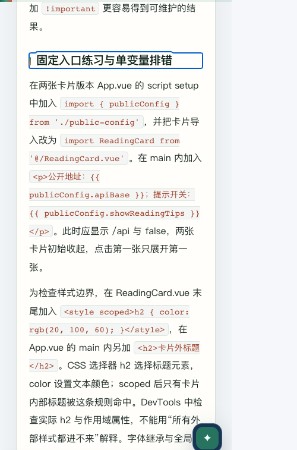 加 !important 更容易得到可维护的结
果。
固定入口练习与单变量排错
在两张卡片版本 App.vue 的 script setup
中加入 import { publicConfig }
from './public-config'，并把卡片导
入改为 import ReadingCard from
'@/ReadingCard.vue'。在 main 内加入
<p>公开地址：{{
publicConfig.apiBase }}；提示开关：
{{ publicConfig.showReadingTips }}
</p>。此时应显示 /api 与 false，两张
卡片初始收起，点击第一张只展开第一
张。
为检查样式边界，在 ReadingCard.vue 末
尾加入 <style scoped>h2 { color:
rgb(20, 100, 60); }</style>，在
App.vue 的 main 内另加 <h2>卡片外标题
</h2>。CSS 选择器 h2 选择标题元素，
color 设置文本颜色；scoped 后只有卡片
内部标题被这条规则命中。DevTools 中检
查实际 h2 与作用域属性，不能用“所有外
部样式都进不来”解释。字体继承与全局